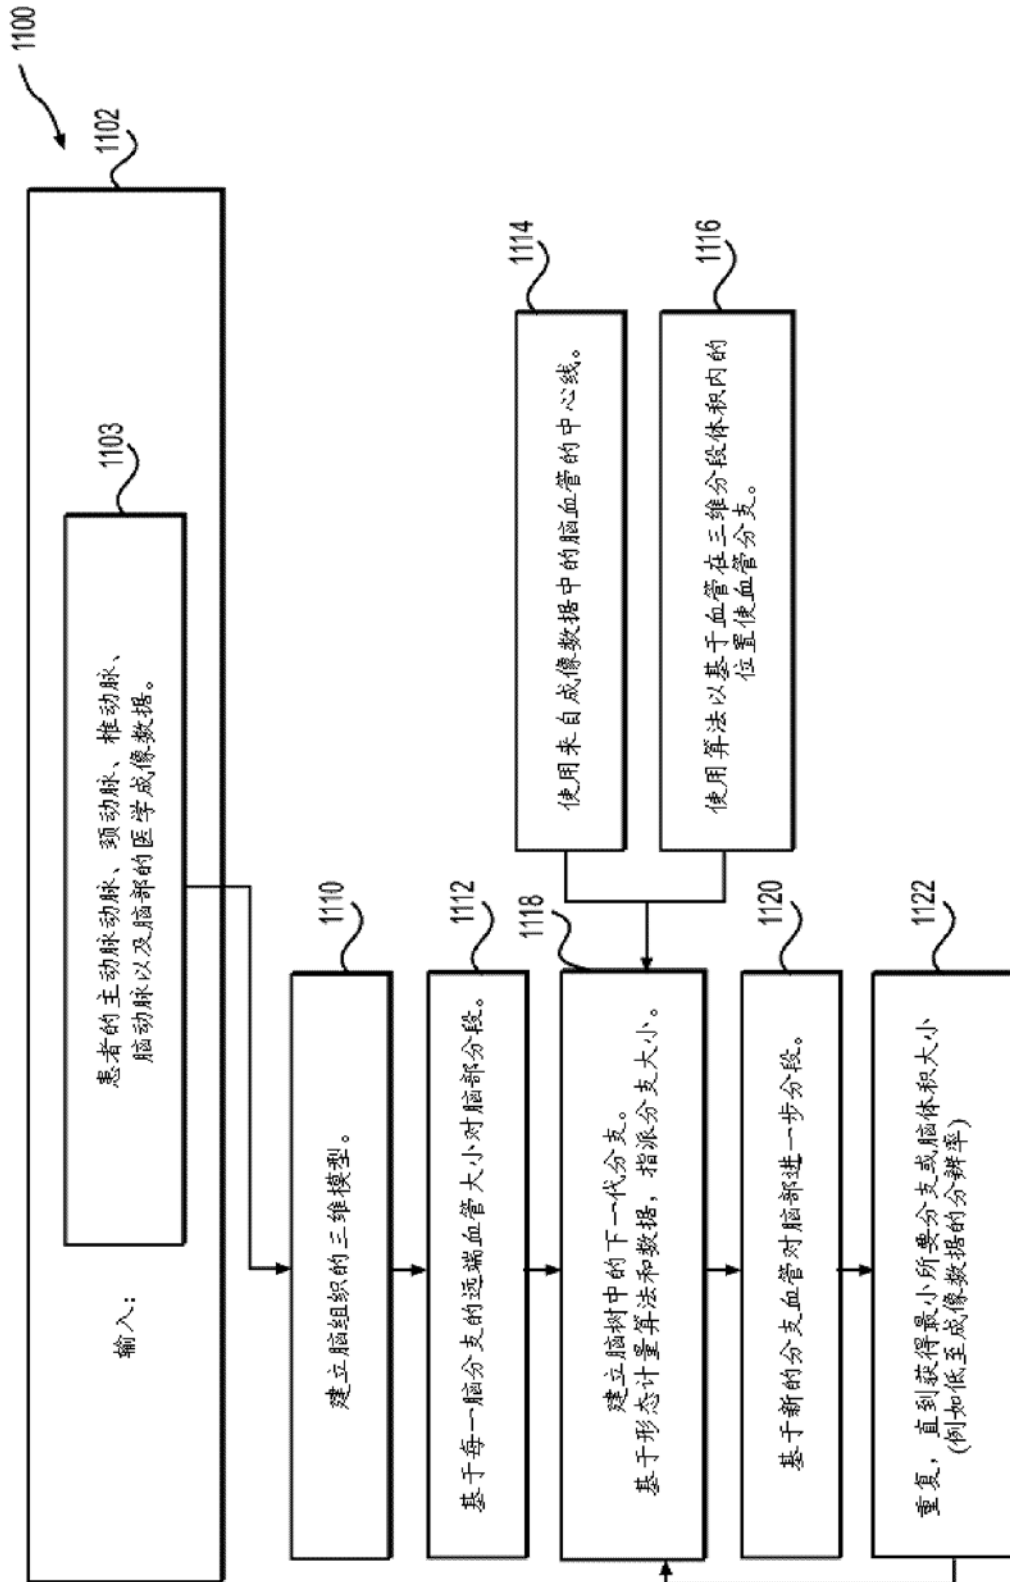 1100
1102
输入:
1103
患者的主动脉动脉、颈动脉、椎动脉、
脑动脉以及脑部的医学成像数据。
1110
建立脑组织的三维模型。
1112
基于每一脑分支的远端血管大小对脑部分段。
1114
使用来自成像数据中的脑血管的中心线。
1116
使用算法以基于血管在三维分段体积内的
位置使血管分支。
1118
建立脑树中的下一代分支。
基于形态计量算法和数据，指派分支大小。
1120
基于新的分支血管对脑部进一步分段。
1122
重复，直到获得最小所要分支或脑体积大小
(例如低至成像数据的分辨率)